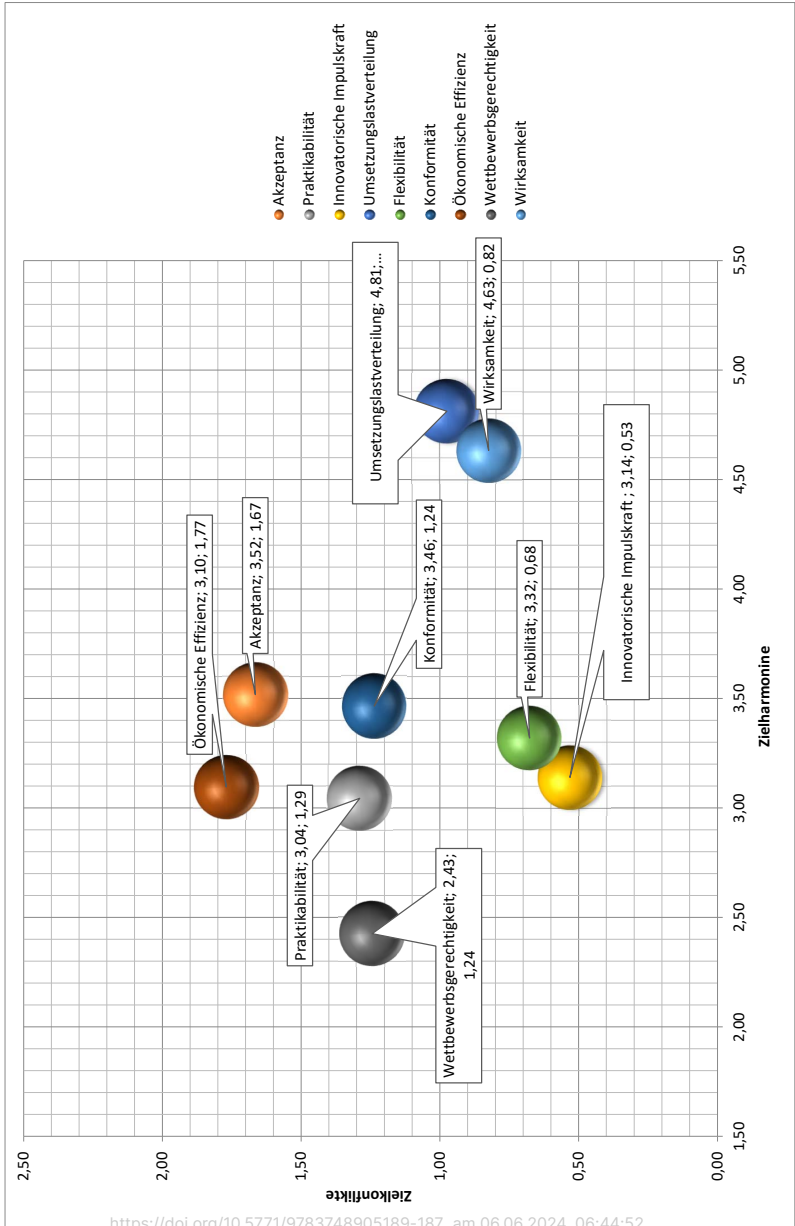 2,50
2,00
1,50
1,00
0,50
0,00
1,50
2,00
2,50
3,00
3,50
4,00
4,50
5,00
5,50
Zielkonflikte
Zielharmonine
Ökonomische Effizienz; 3,10; 1,77
Akzeptanz; 3,52; 1,67
Praktikabilität; 3,04; 1,29
Konformität; 3,46; 1,24
Wettbewerbsgerechtigkeit; 2,43;
1,24
Umsetzungslastverteilung; 4,81;...
Wirksamkeit; 4,63; 0,82
Flexibilität; 3,32; 0,68
Innovatorische Impulskraft ; 3,14; 0,53
Akzeptanz
Praktikabilität
Innovatorische Impulskraft
Umsetzungslastverteilung
Flexibilität
Konformität
Ökonomische Effizienz
Wettbewerbsgerechtigkeit
Wirksamkeit
https://doi.org/10.5771/9783748905189-187, am 06.06.2024, 06:44:52